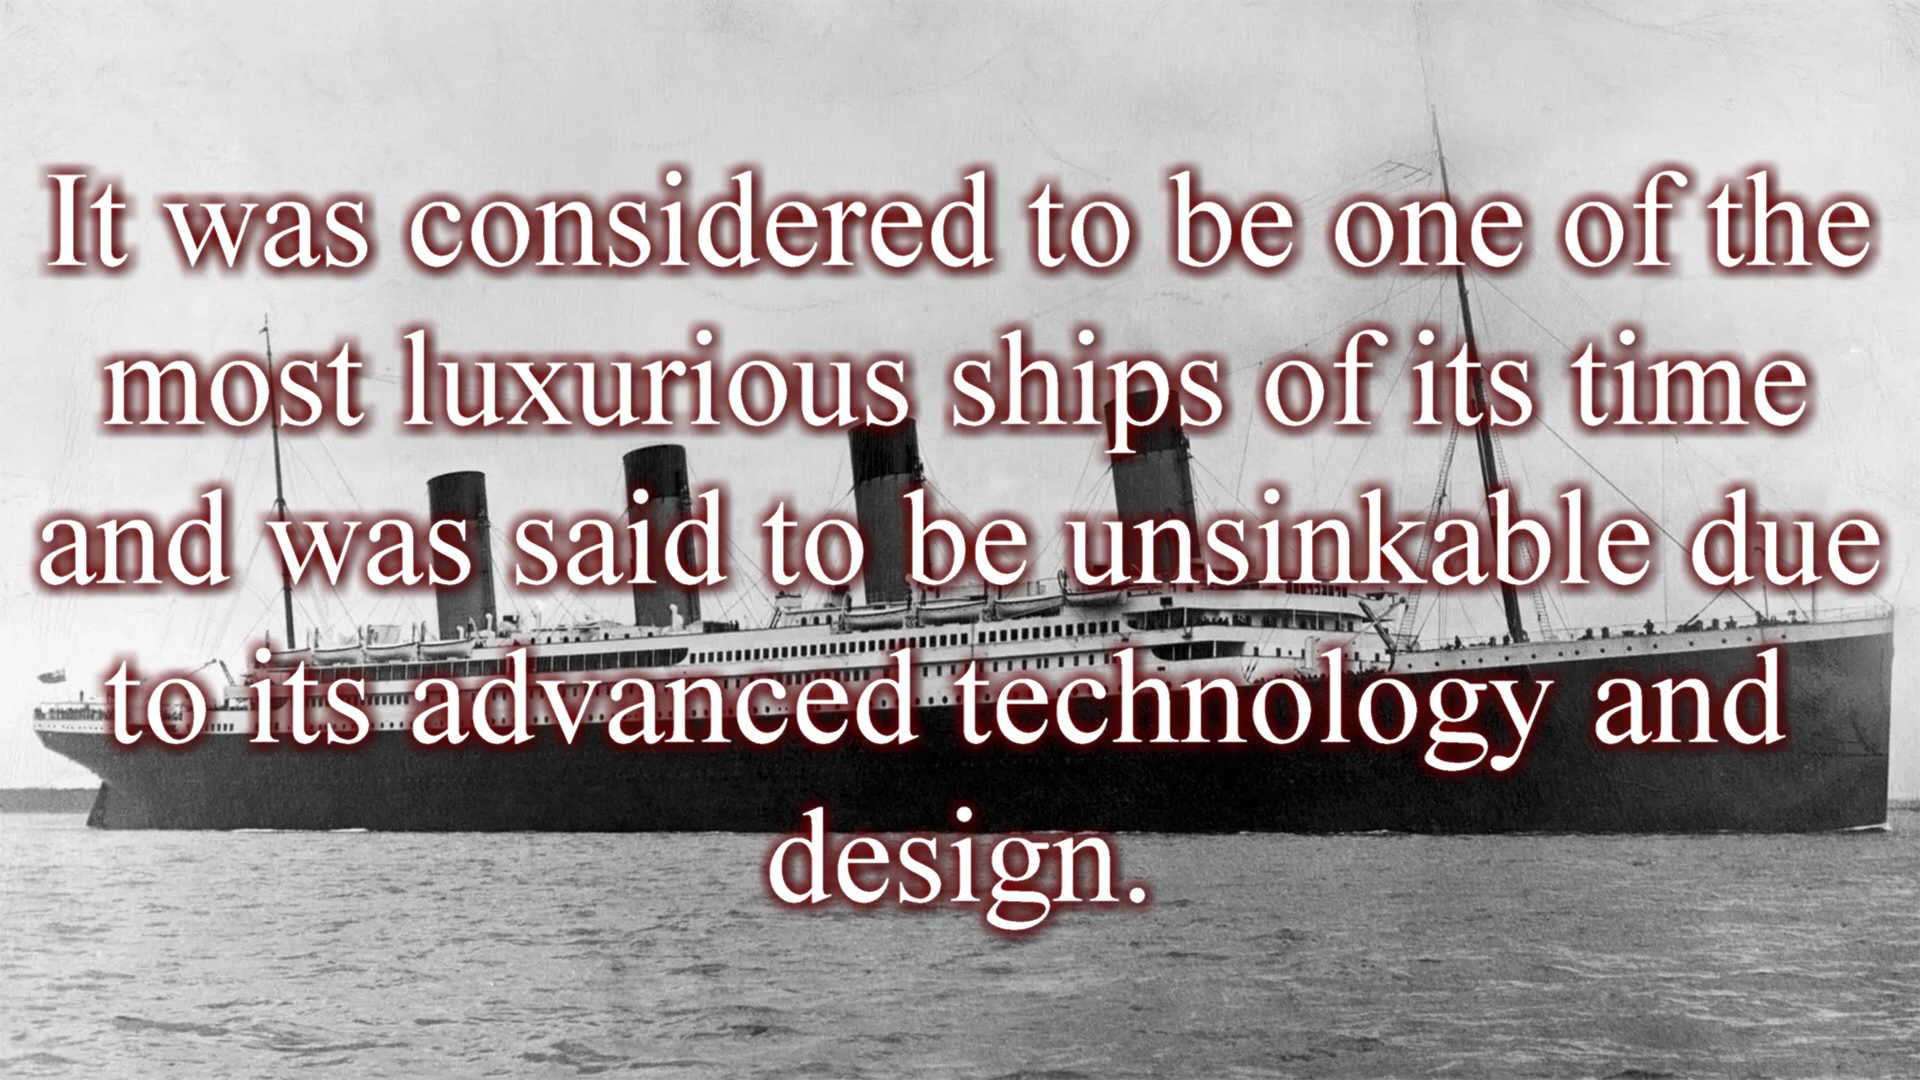 It was considered to be one of the
most luxurious ships of its time
and was said to be unsinkable due
to its advanced technology and
design.